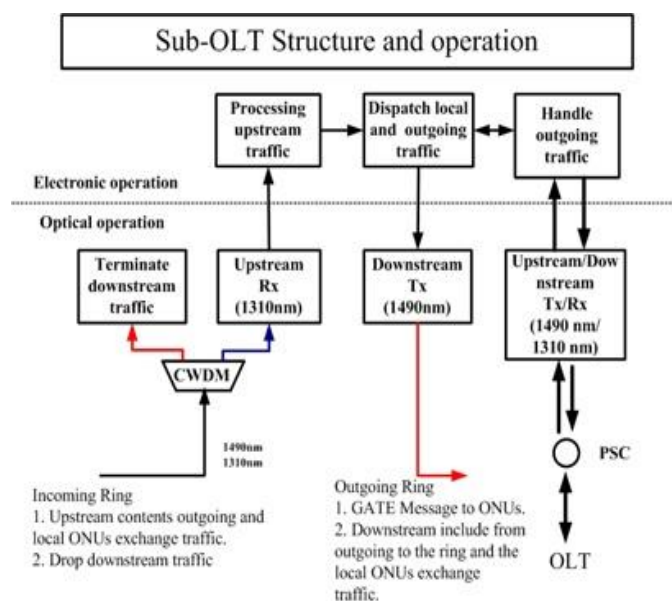 Sub-OLT Structure and operation
Processing
upstream
traffic
Dispatch local
and outgoing
traffic
Handle
outgoing
traffic
Electronic operation
Optical operation
Terminate
downstream
traffic
Upstream
Rx
(1310nm)
Downstream
Tx
(1490nm)
Upstream/Dow
nstream
Tx/Rx
(1490 nm/
1310 nm)
CWDM
1490nm
1310nm
PSC
Incoming Ring
1. Upstream contents outgoing and
local ONUs exchange traffic.
2. Drop downstream traffic
Outgoing Ring
1. GATE Message to ONUs.
2. Downstream include from
outgoing to the ring and the
local ONUs exchange
traffic.
OLT